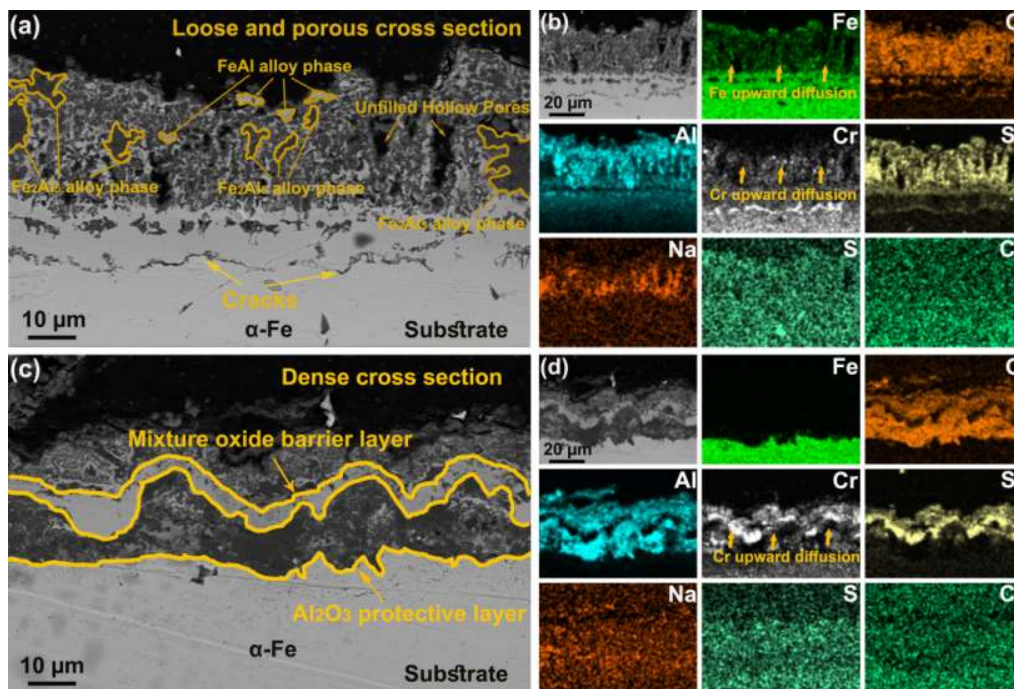 (a)
Loose and porous cross section
FeAl alloy phase
Unfilled Hollow Pores
Fe₂Al₅ alloy phase
Fe₂Al₅ alloy phase
Fe₂Al₅ alloy phase
Cracks
α-Fe
Substrate
10 μm
(b)
20 μm
Fe
Fe upward diffusion
Al
Cr
Cr upward diffusion
Na
S
(c)
Dense cross section
Mixture oxide barrier layer
Al₂O₃ protective layer
α-Fe
Substrate
10 μm
(d)
20 μm
Fe
Al
Cr
Cr upward diffusion
Na
S